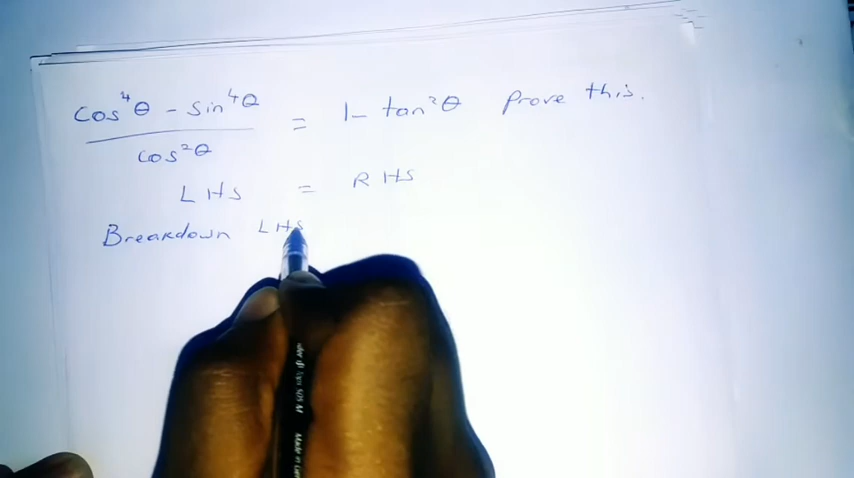 cos⁴θ - sin⁴θ / cos²θ = 1 - tan²θ Prove this.
LHS = RHS
Breakdown LHS